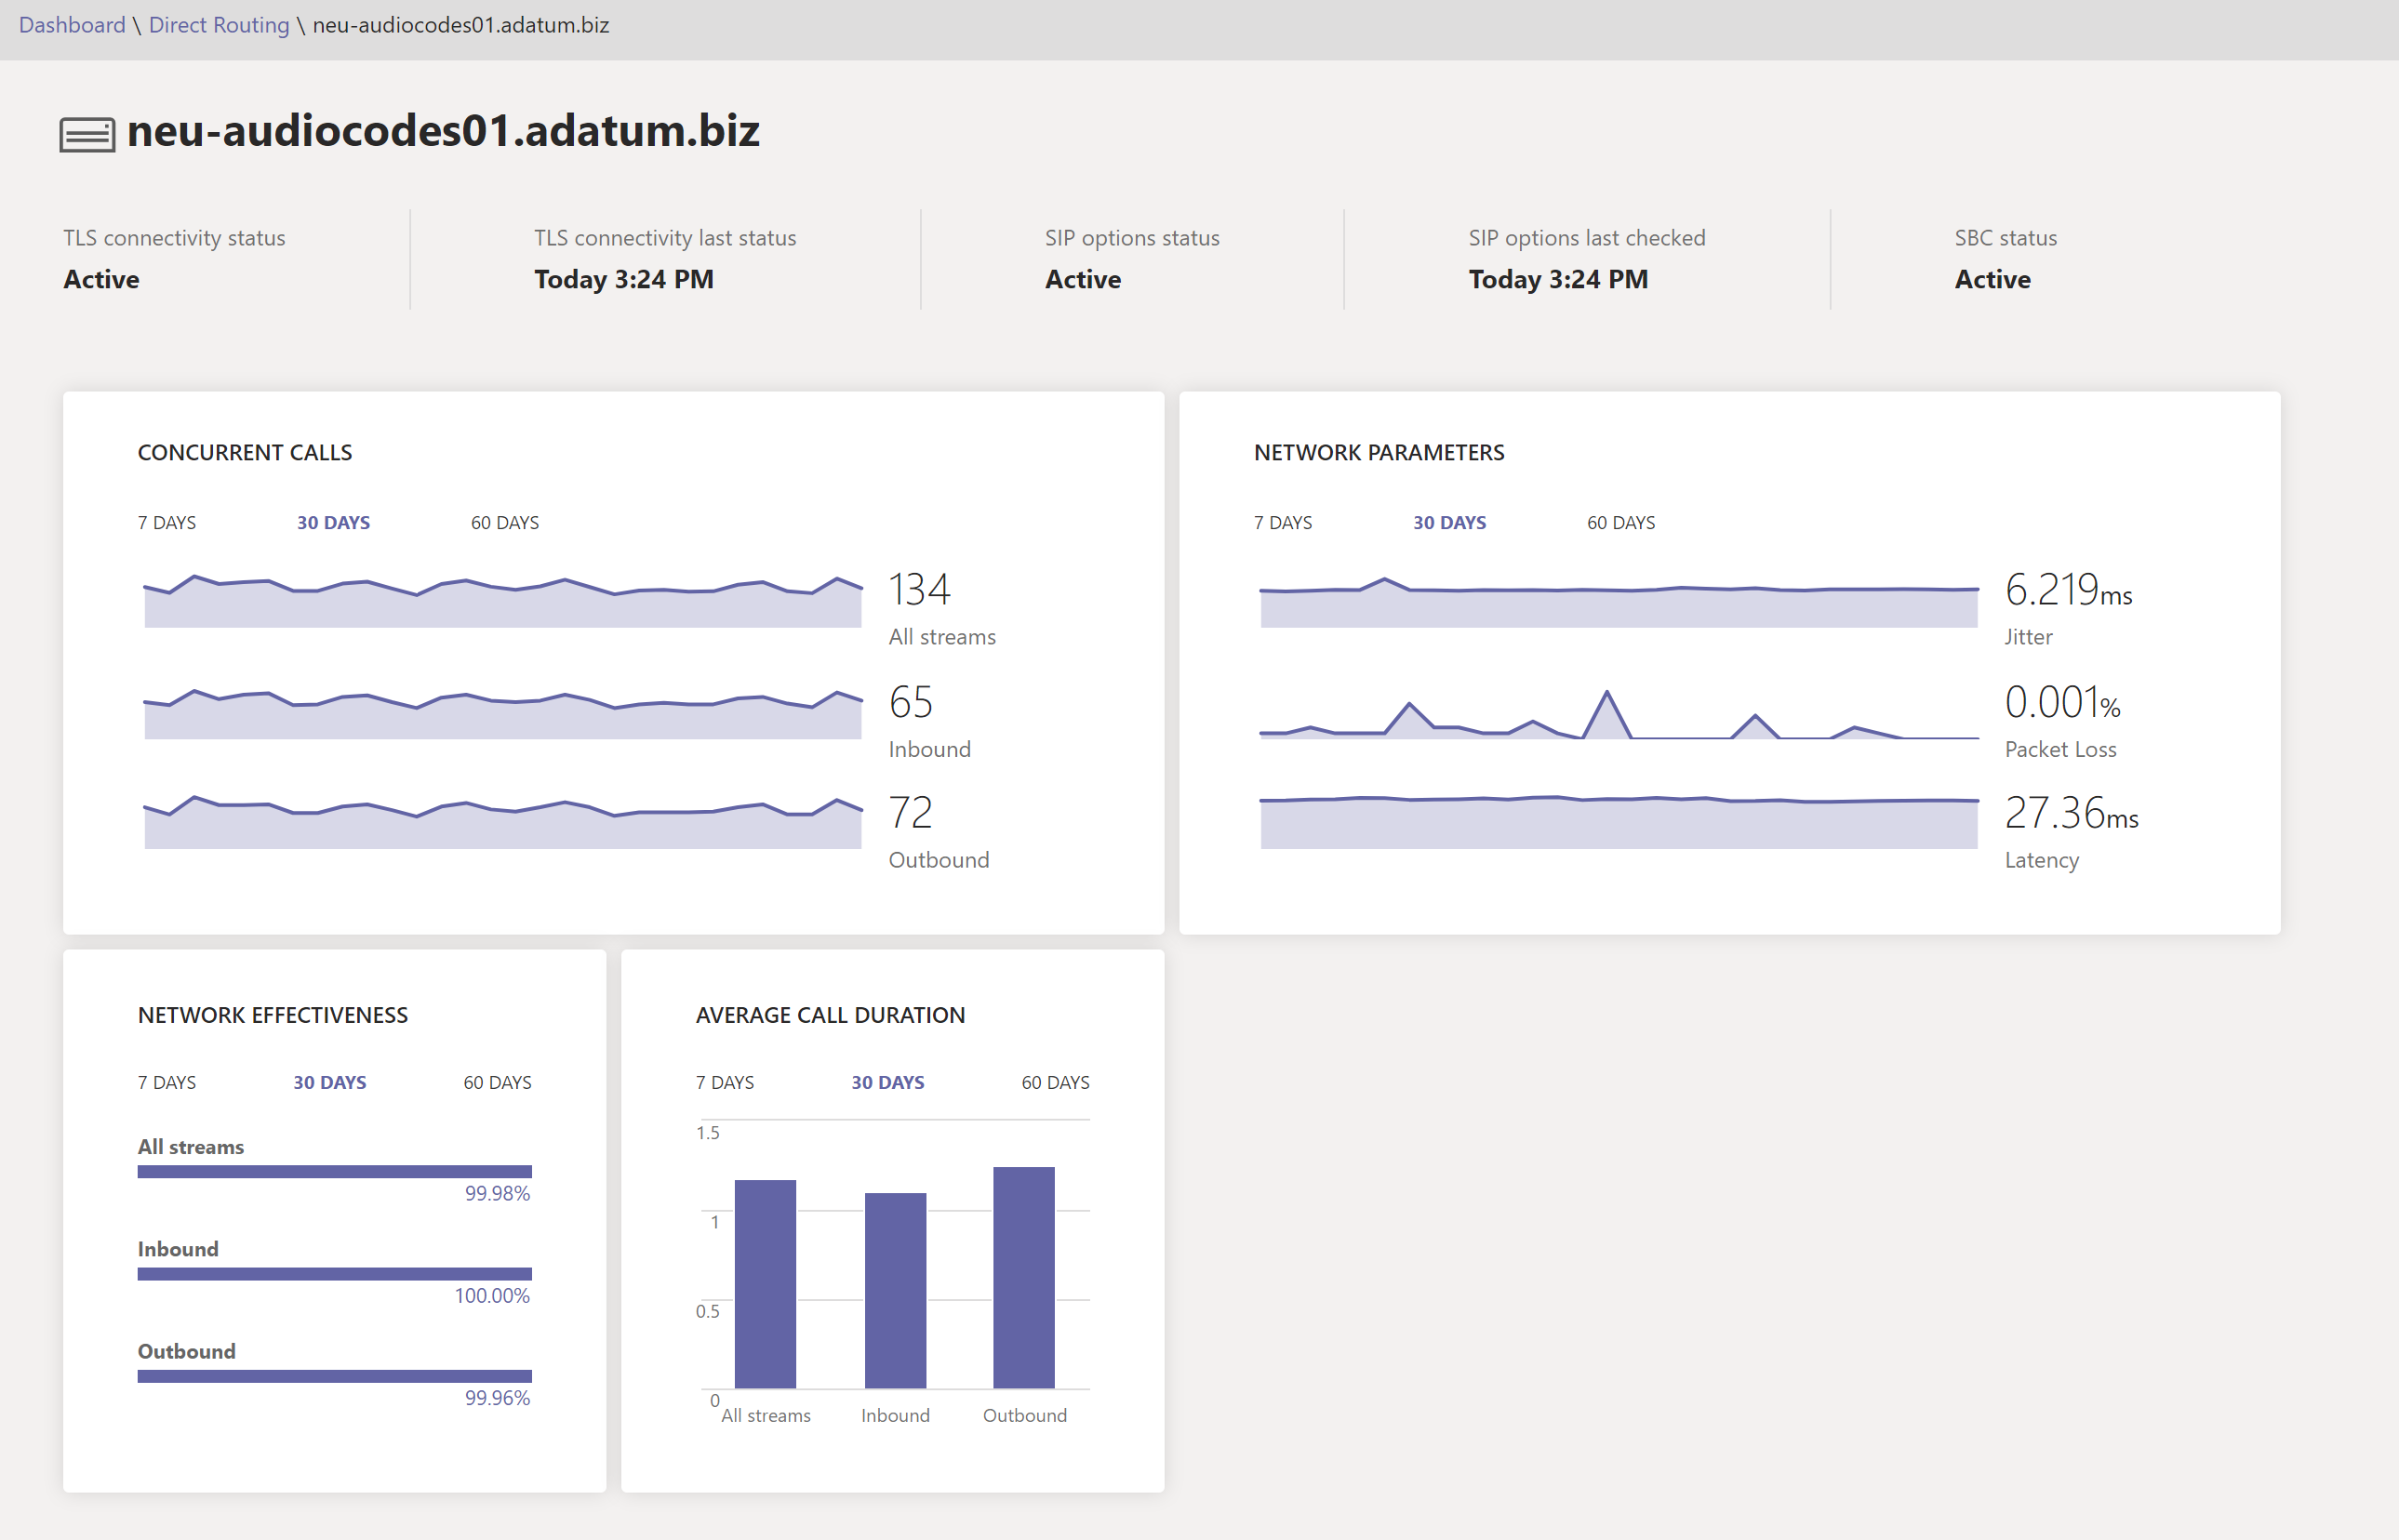 Dashboard \ Direct Routing \ neu-audiocodes01.adatum.biz
neu-audiocodes01.adatum.biz
TLS connectivity status
Active
TLS connectivity last status
Today 3:24 PM
SIP options status
Active
SIP options last checked
Today 3:24 PM
SBC status
Active
CONCURRENT CALLS
7 DAYS 30 DAYS 60 DAYS
134
All streams
65
Inbound
72
Outbound
NETWORK PARAMETERS
7 DAYS 30 DAYS 60 DAYS
6.219ms
Jitter
0.001%
Packet Loss
27.36ms
Latency
NETWORK EFFECTIVENESS
7 DAYS 30 DAYS 60 DAYS
All streams
99.98%
Inbound
100.00%
Outbound
99.96%
AVERAGE CALL DURATION
7 DAYS 30 DAYS 60 DAYS
1.5
1
0.5
0
All streams Inbound Outbound